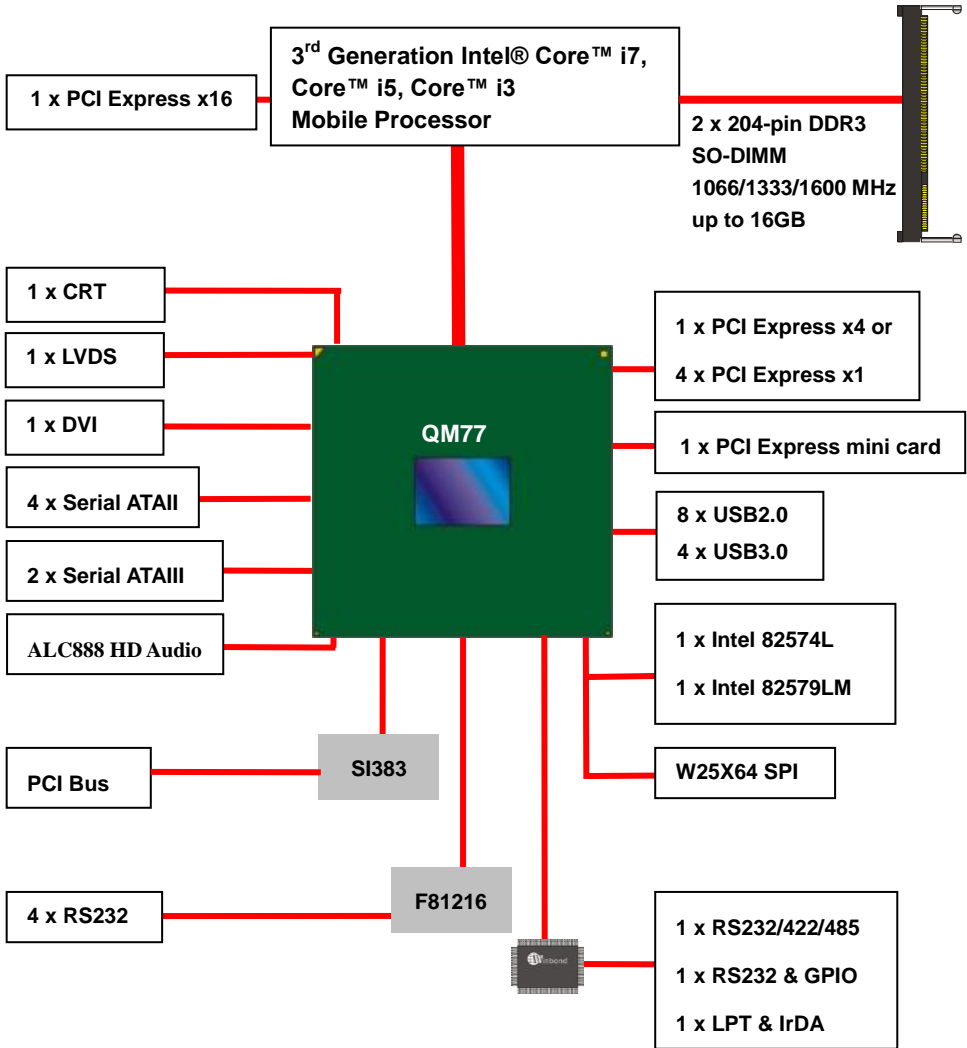 3rd Generation Intel® Core™ i7,
Core™ i5, Core™ i3
Mobile Processor
1 x PCI Express x16
2 x 204-pin DDR3
SO-DIMM
1066/1333/1600 MHz
up to 16GB
1 x CRT
1 x LVDS
1 x DVI
4 x Serial ATAII
2 x Serial ATAIII
ALC888 HD Audio
QM77
1 x PCI Express x4 or
4 x PCI Express x1
1 x PCI Express mini card
8 x USB2.0
4 x USB3.0
1 x Intel 82574L
1 x Intel 82579LM
W25X64 SPI
PCI Bus
SI383
4 x RS232
F81216
Winbond
1 x RS232/422/485
1 x RS232 & GPIO
1 x LPT & IrDA